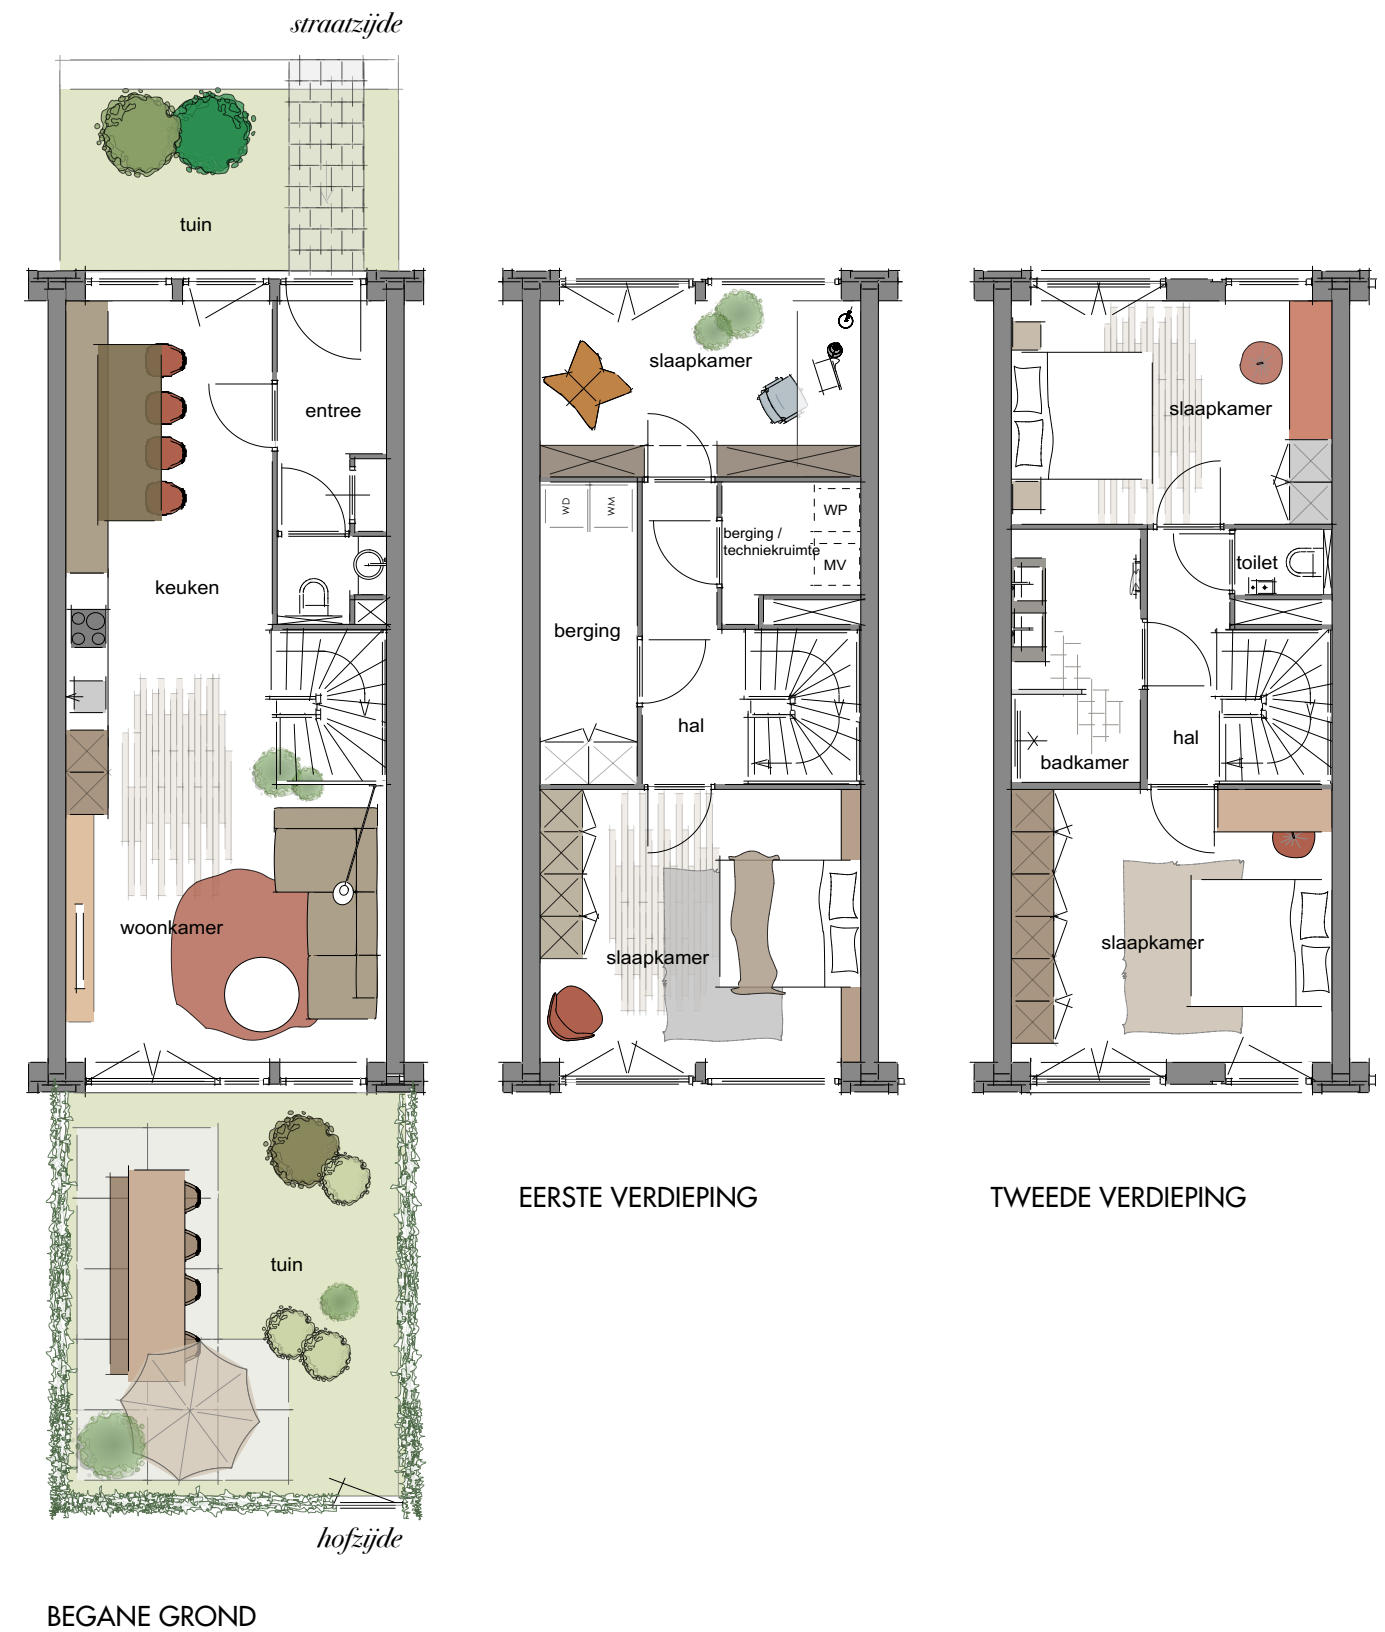 straatzijde
tuin
entree
keuken
woonkamer
tuin
hofzijde
BEGANE GROND
slaapkamer
WD
WM
berging /
techniekruimte
WP
MV
berging
hal
slaapkamer
EERSTE VERDIEPING
slaapkamer
toilet
hal
badkamer
slaapkamer
TWEEDE VERDIEPING